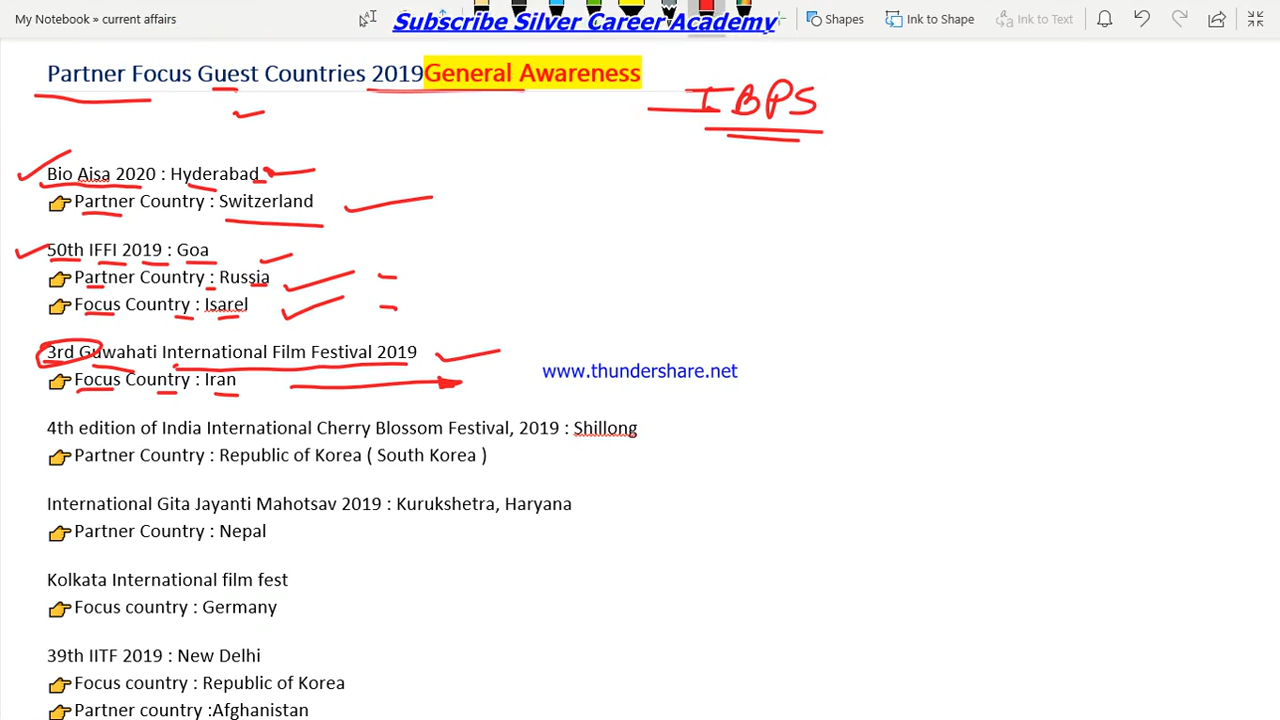 My Notebook » current affairs
Shapes
Ink to Shape
Ink to Text
Subscribe Silver Career Academy
Partner Focus Guest Countries 2019General Awareness
IBPS
Bio Aisa 2020 : Hyderabad
Partner Country : Switzerland
50th IFFI 2019 : Goa
Partner Country : Russia
Focus Country : Isarel
3rd Guwahati International Film Festival 2019
Focus Country : Iran
www.thundershare.net
4th edition of India International Cherry Blossom Festival, 2019 : Shillong
Partner Country : Republic of Korea ( South Korea )
International Gita Jayanti Mahotsav 2019 : Kurukshetra, Haryana
Partner Country : Nepal
Kolkata International film fest
Focus country : Germany
39th IITF 2019 : New Delhi
Focus country : Republic of Korea
Partner country :Afghanistan